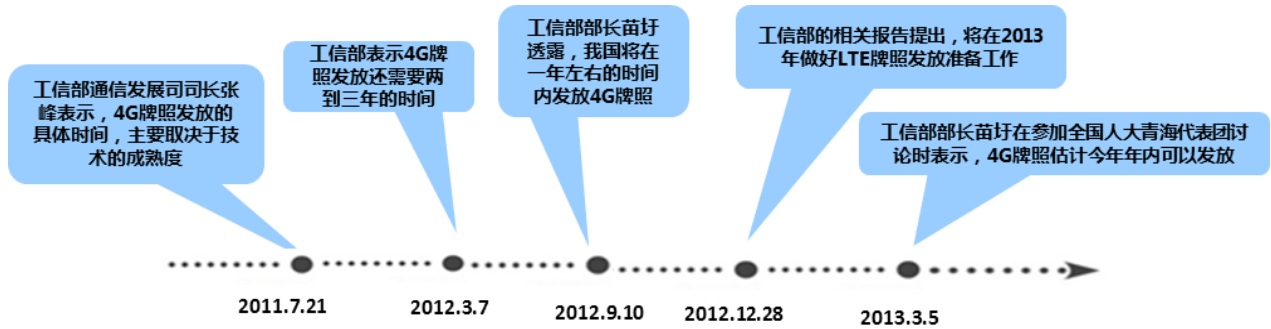 工信部通信发展司司长张
峰表示，4G牌照发放的
具体时间，主要取决于技
术的成熟度
工信部表示4G牌
照发放还需要两
到三年的时间
工信部部长苗圩
透露，我国将在
一年左右的时间
内发放4G牌照
工信部的相关报告提出，将在2013
年做好LTE牌照发放准备工作
工信部部长苗圩在参加全国人大青海代表团讨
论时表示，4G牌照估计今年年内可以发放
2011.7.21
2012.3.7
2012.9.10
2012.12.28
2013.3.5